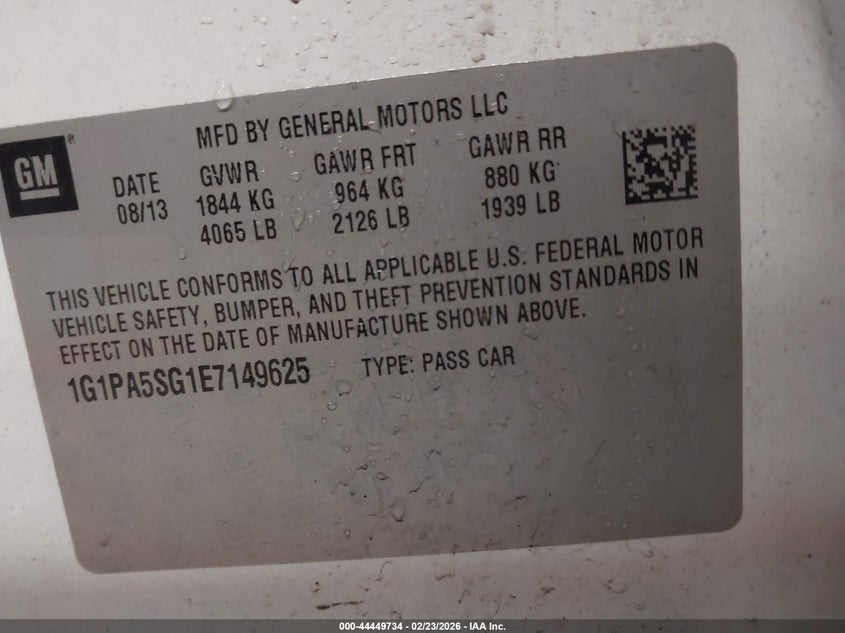 MFD BY GENERAL MOTORS LLC
GM®
DATE GVWR GAWR FRT GAWR RR
08/13 1844 KG 964 KG 880 KG
4065 LB 2126 LB 1939 LB
THIS VEHICLE CONFORMS TO ALL APPLICABLE U.S. FEDERAL MOTOR
VEHICLE SAFETY, BUMPER, AND THEFT PREVENTION STANDARDS IN
EFFECT ON THE DATE OF MANUFACTURE SHOWN ABOVE.
1G1PA5SG1E7149625 TYPE: PASS CAR
000-44449734 - 02/23/2026 - IAA Inc.